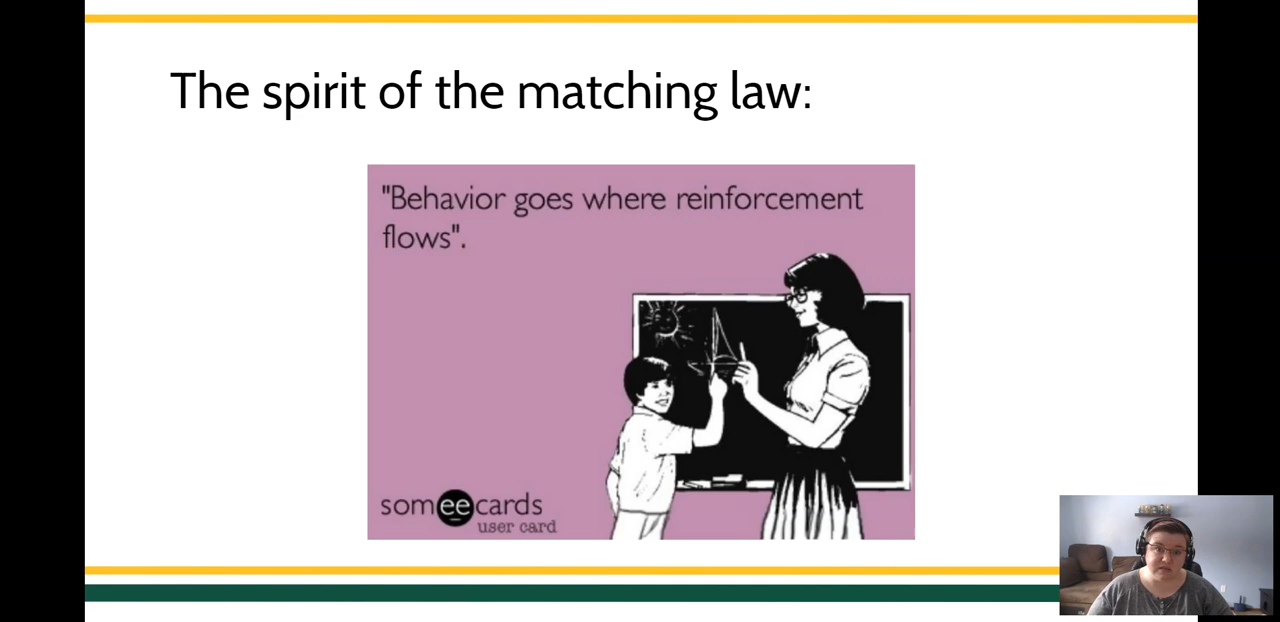 The spirit of the matching law:
"Behavior goes where reinforcement
flows".
someecards
user card